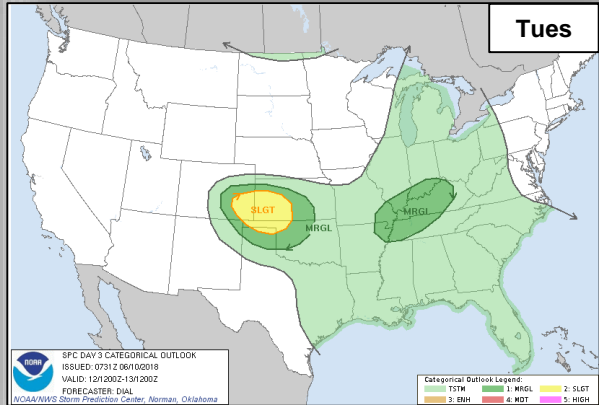 Tues
SLGT
MRGL
MRGL
NOAA
SPC DAY 3 CATEGORICAL OUTLOOK
ISSUED: 0731Z 06/10/2018
VALID: 12/1200Z-13/1200Z
FORECASTER: DIAL
NOAA/NWS Storm Prediction Center, Norman, Oklahoma
Categorical Outlook Legend:
TSTM 1: MRGL 2: SLGT
3: ENH 4: MDT 5: HIGH